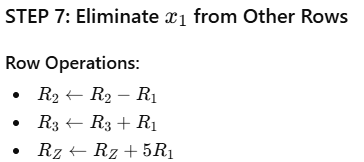 STEP 7: Eliminate x₁ from Other Rows
Row Operations:
• R₂ ← R₂ − R₁
• R₃ ← R₃ + R₁
• R_Z ← R_Z + 5R₁